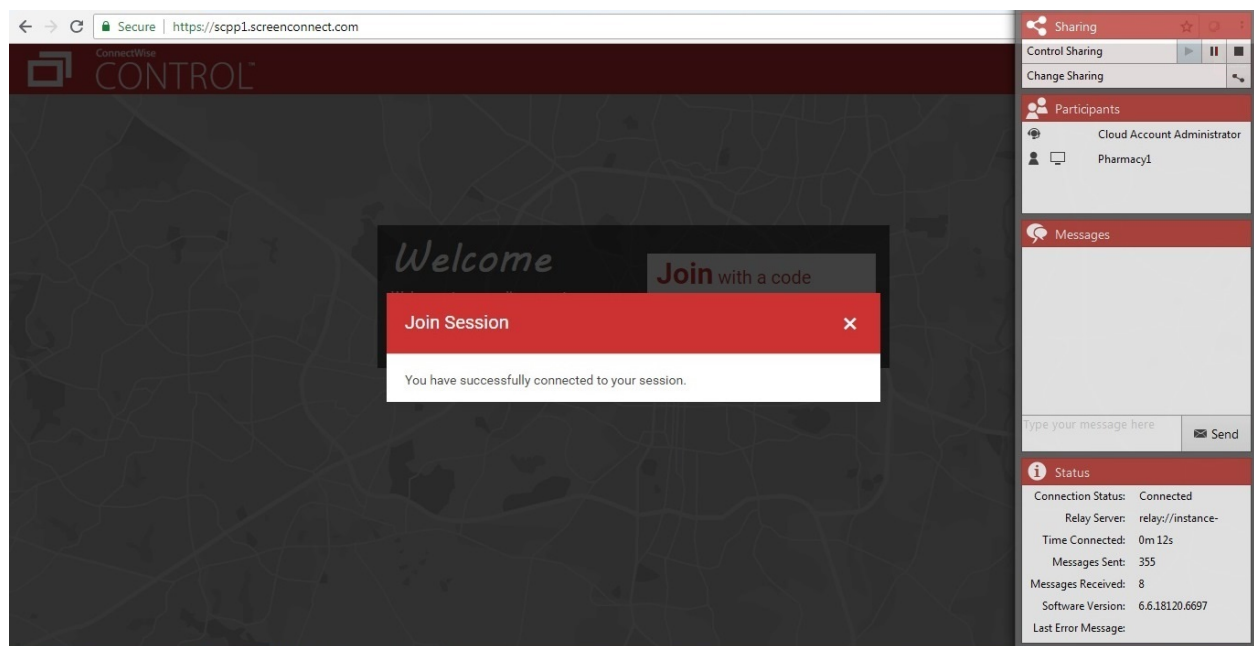 Secure | https://scpp1.screenconnect.com
ConnectWise
CONTROL™
Welcome
Join with a code
Join Session
You have successfully connected to your session.
Sharing
Control Sharing
Change Sharing
Participants
Cloud Account Administrator
Pharmacy1
Messages
Type your message here
Send
Status
Connection Status: Connected
Relay Server: relay://instance-
Time Connected: 0m 12s
Messages Sent: 355
Messages Received: 8
Software Version: 6.6.18120.6697
Last Error Message: